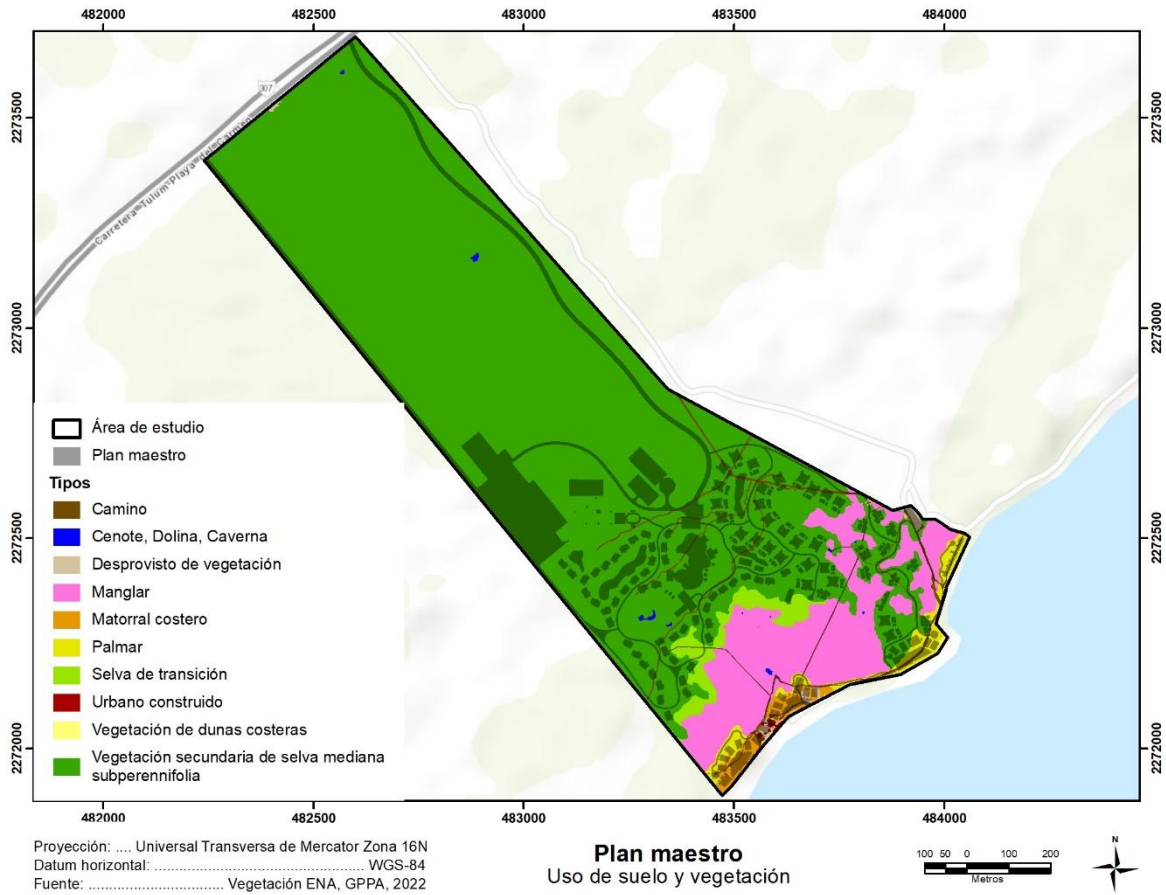 482000 482500 483000 483500 484000
2273500
2273000
2272500
2272000
2273500
2273000
2272500
2272000
307
Carretera Tulum-Playa del Carmen
Área de estudio
Plan maestro
Tipos
Camino
Cenote, Dolina, Caverna
Desprovisto de vegetación
Manglar
Matorral costero
Palmar
Selva de transición
Urbano construido
Vegetación de dunas costeras
Vegetación secundaria de selva mediana
subperennifolia
482000 482500 483000 483500 484000
Proyección: .... Universal Transversa de Mercator Zona 16N
Datum horizontal: ................................................ WGS-84
Fuente: ................................ Vegetación ENA, GPPA, 2022
Plan maestro
Uso de suelo y vegetación
100 50 0 100 200
Metros
N